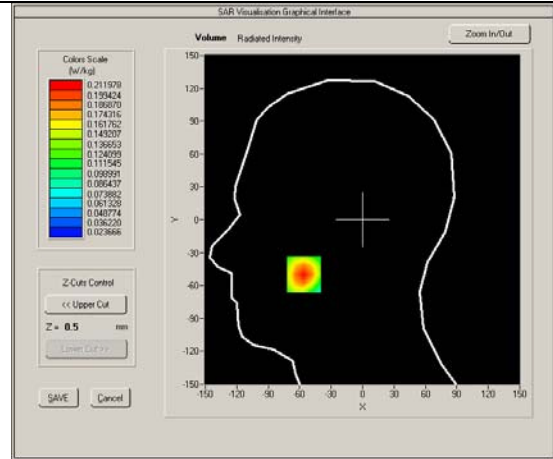 SAR Visualisation Graphical Interface
Volume Radiated Intensity
Zoom In/Out
Colors Scale
(W/kg)
0.211978
0.199424
0.186870
0.174316
0.161762
0.149207
0.136653
0.124099
0.111545
0.098991
0.086437
0.073882
0.061328
0.048774
0.036220
0.023666
Z-Cuts Control
<< Upper Cut
Z = 0.5 mm
Lower Cut >>
SAVE Cancel
150
120
90
60
30
0
-30
-60
-90
-120
-150
Y
-150 -120 -90 -60 -30 0 30 60 90 120 150
X